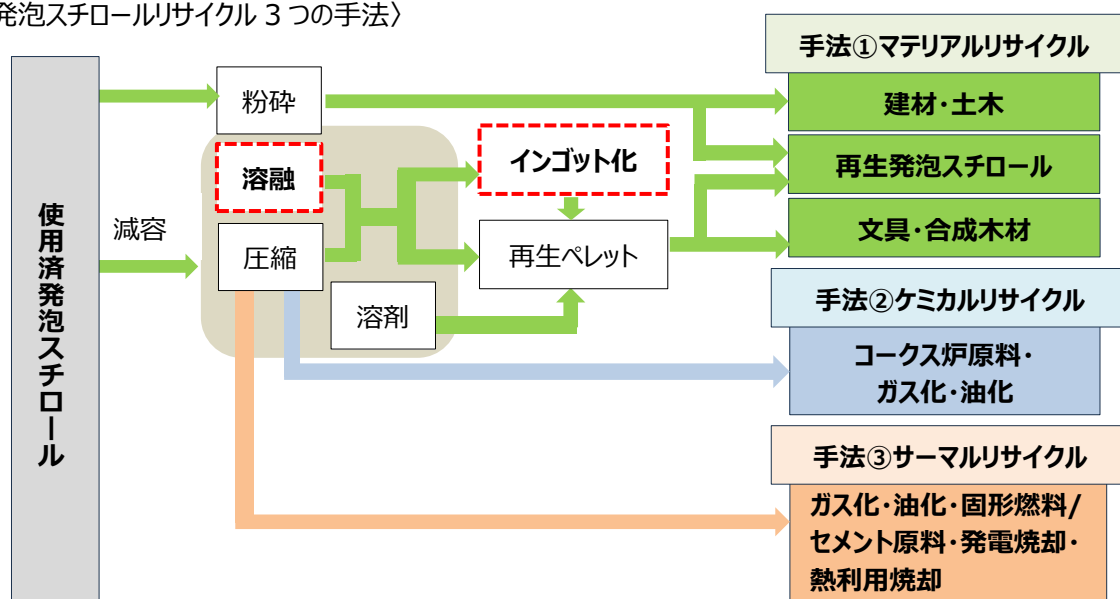 発泡スチロールリサイクル 3 つの手法〉
使用済発泡スチロール
減容
粉砕
溶融
圧縮
溶剤
インゴット化
再生ペレット
手法①マテリアルリサイクル
建材・土木
再生発泡スチロール
文具・合成木材
手法②ケミカルリサイクル
コークス炉原料・
ガス化・油化
手法③サーマルリサイクル
ガス化・油化・固形燃料/
セメント原料・発電焼却・
熱利用焼却